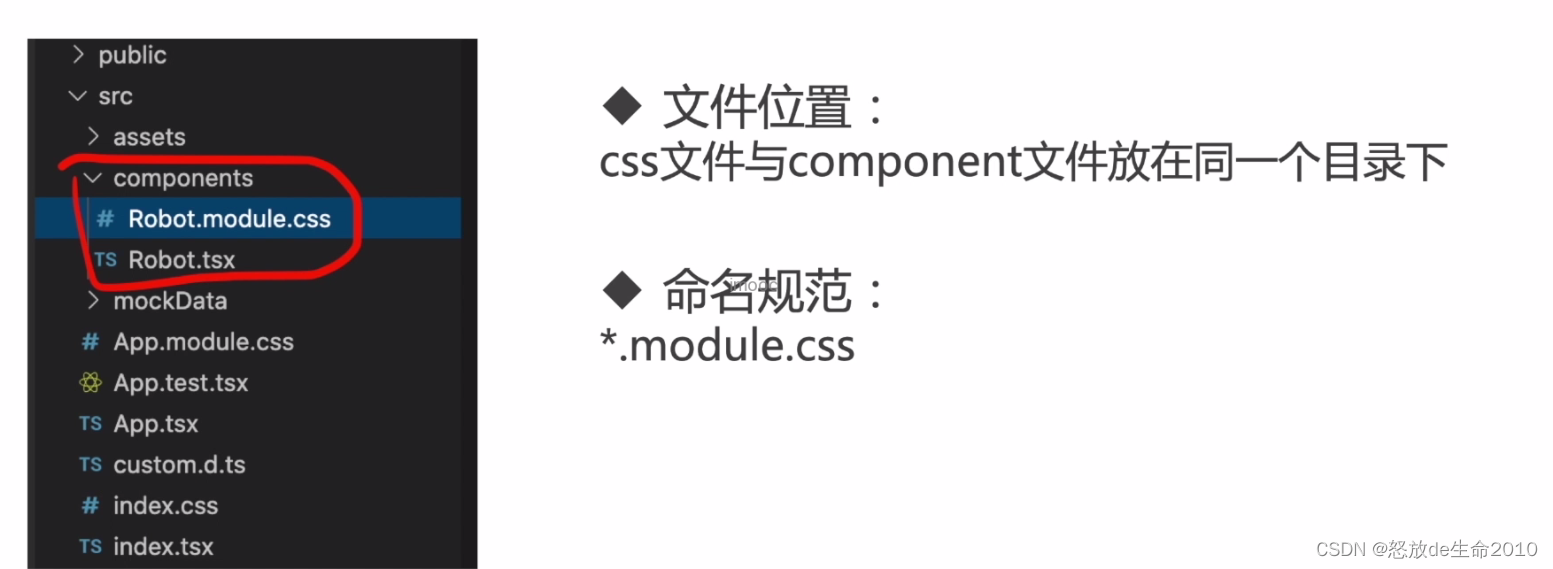 public
src
assets
components
# Robot.module.css
TS Robot.tsx
mockData
# App.module.css
App.test.tsx
TS App.tsx
TS custom.d.ts
# index.css
TS index.tsx
◆ 文件位置：
css文件与component文件放在同一个目录下
◆ 命名规范：
imooc
*.module.css
CSDN @怒放de生命2010